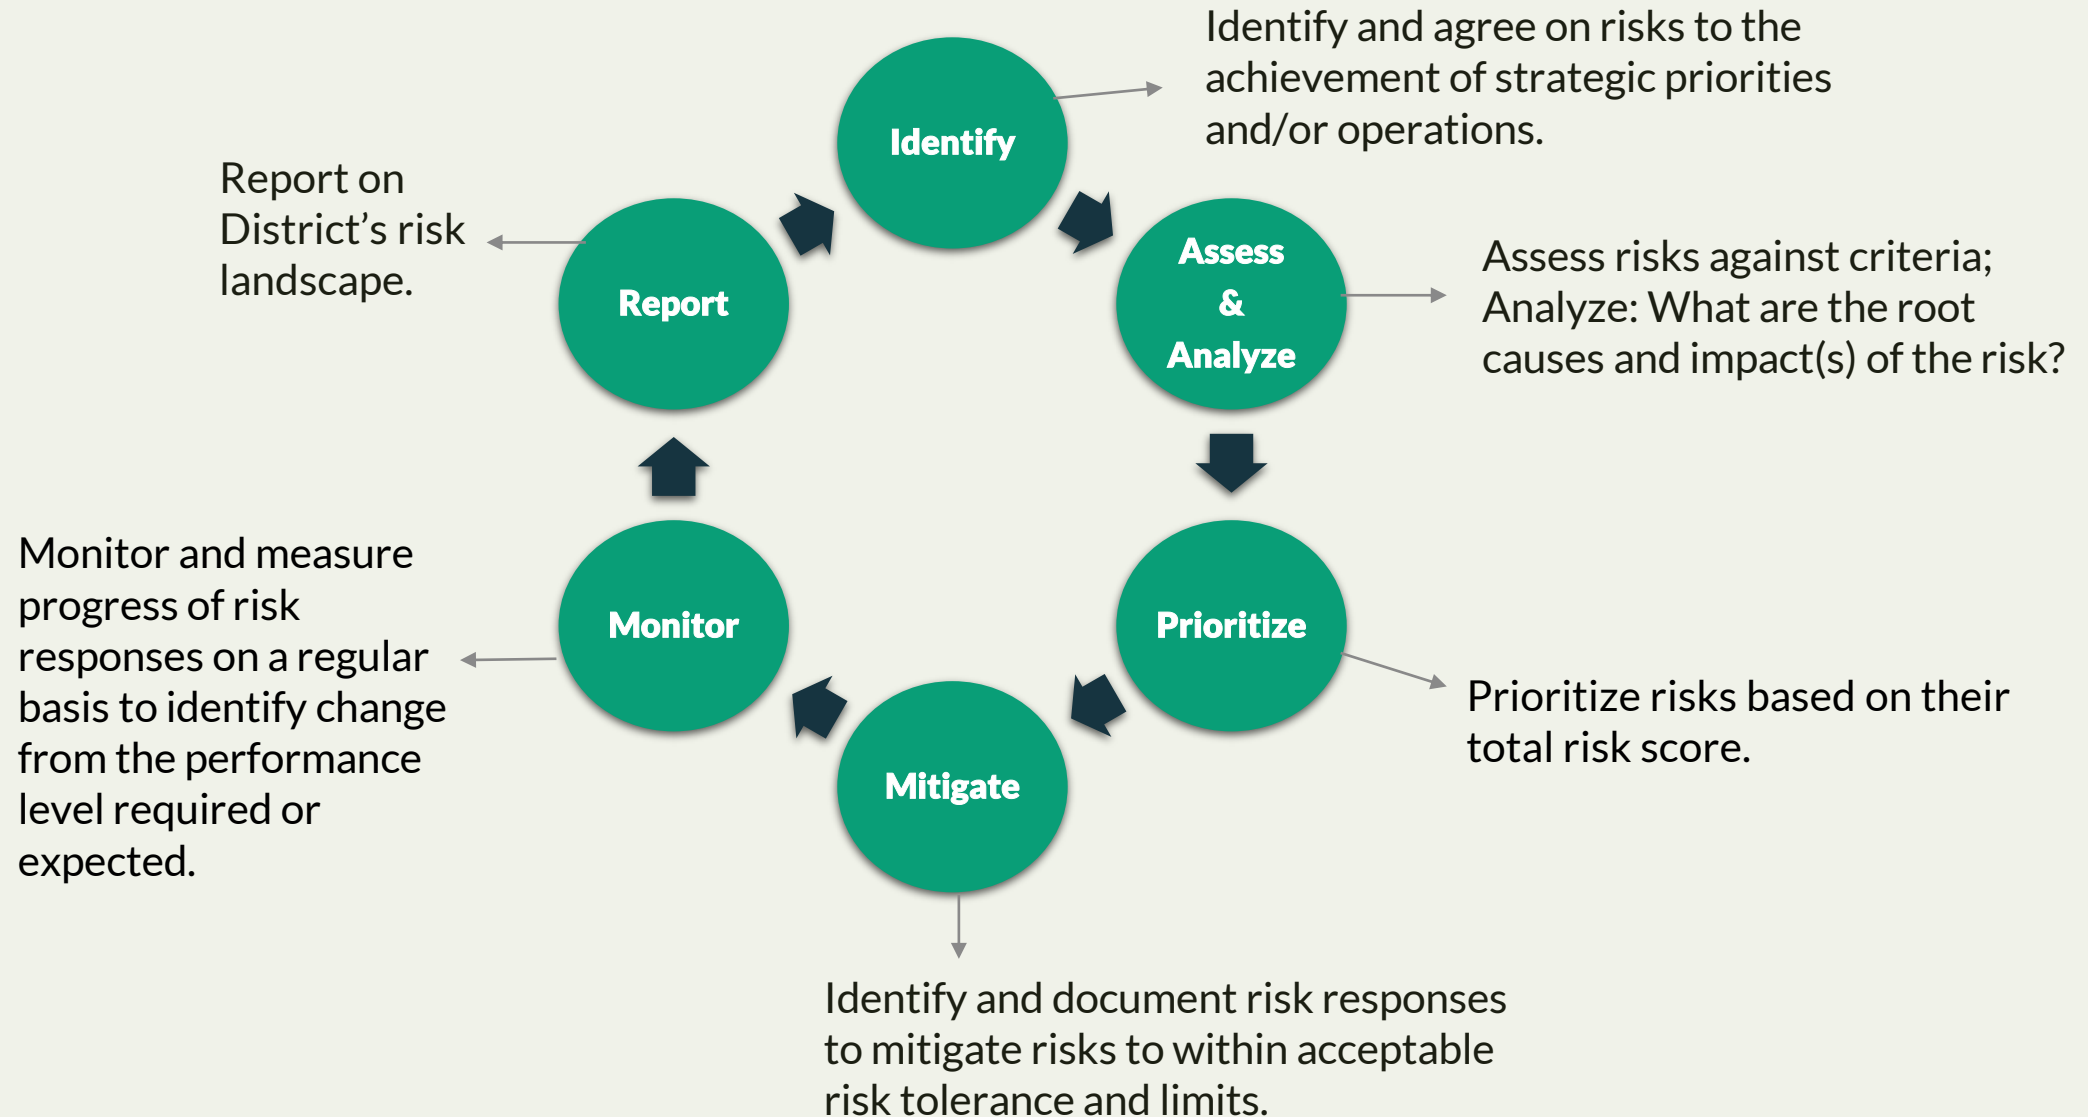 Identify
Identify and agree on risks to the
achievement of strategic priorities
and/or operations.
Assess
&
Analyze
Assess risks against criteria;
Analyze: What are the root
causes and impact(s) of the risk?
Prioritize
Prioritize risks based on their
total risk score.
Mitigate
Identify and document risk responses
to mitigate risks to within acceptable
risk tolerance and limits.
Monitor
Monitor and measure
progress of risk
responses on a regular
basis to identify change
from the performance
level required or
expected.
Report
Report on
District’s risk
landscape.